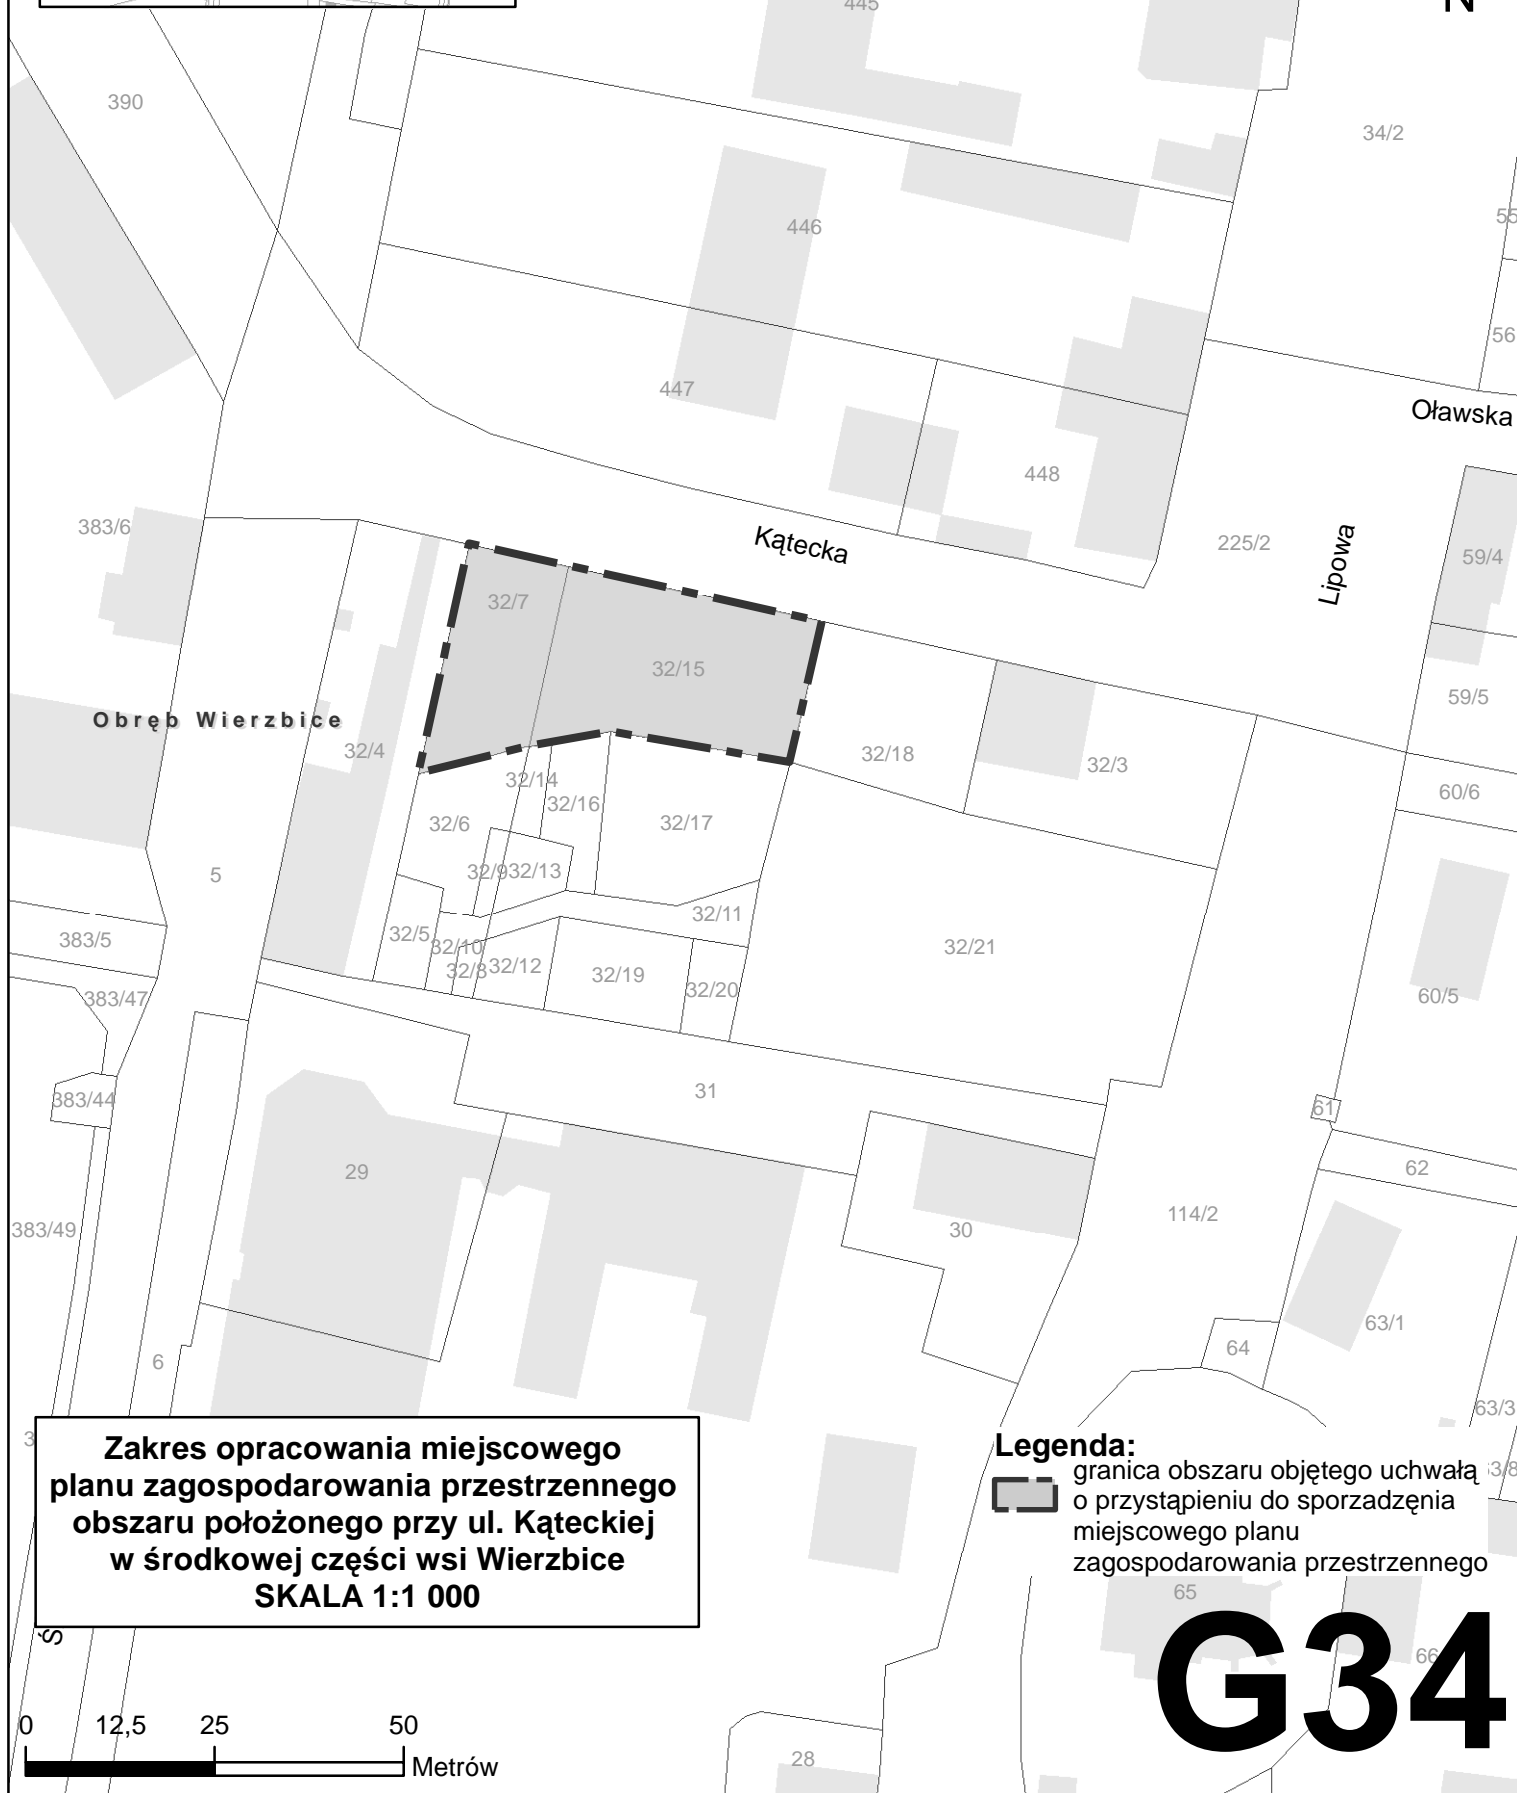 N
445
390
34/2
446
55
56
447
Oławska
448
383/6
Kątecka
225/2
Lipowa
59/4
32/7
32/15
59/5
Obręb Wierzbice
32/4
32/18
32/3
32/14
32/16
60/6
32/6
32/17
5
32/9
32/13
32/11
383/5
32/5
32/10
32/21
32/8
32/12
32/19
32/20
383/47
60/5
31
383/44
61
29
62
383/49
30
114/2
63/1
64
6
63/3
Zakres opracowania miejscowego
planu zagospodarowania przestrzennego
obszaru położonego przy ul. Kąteckiej
w środkowej części wsi Wierzbice
SKALA 1:1 000
Legenda:
granica obszaru objętego uchwałą
o przystąpieniu do sporzadzęnia
miejscowego planu
zagospodarowania przestrzennego
3/8
65
66
G34
Ś
0 12,5 25 50
Metrów
28